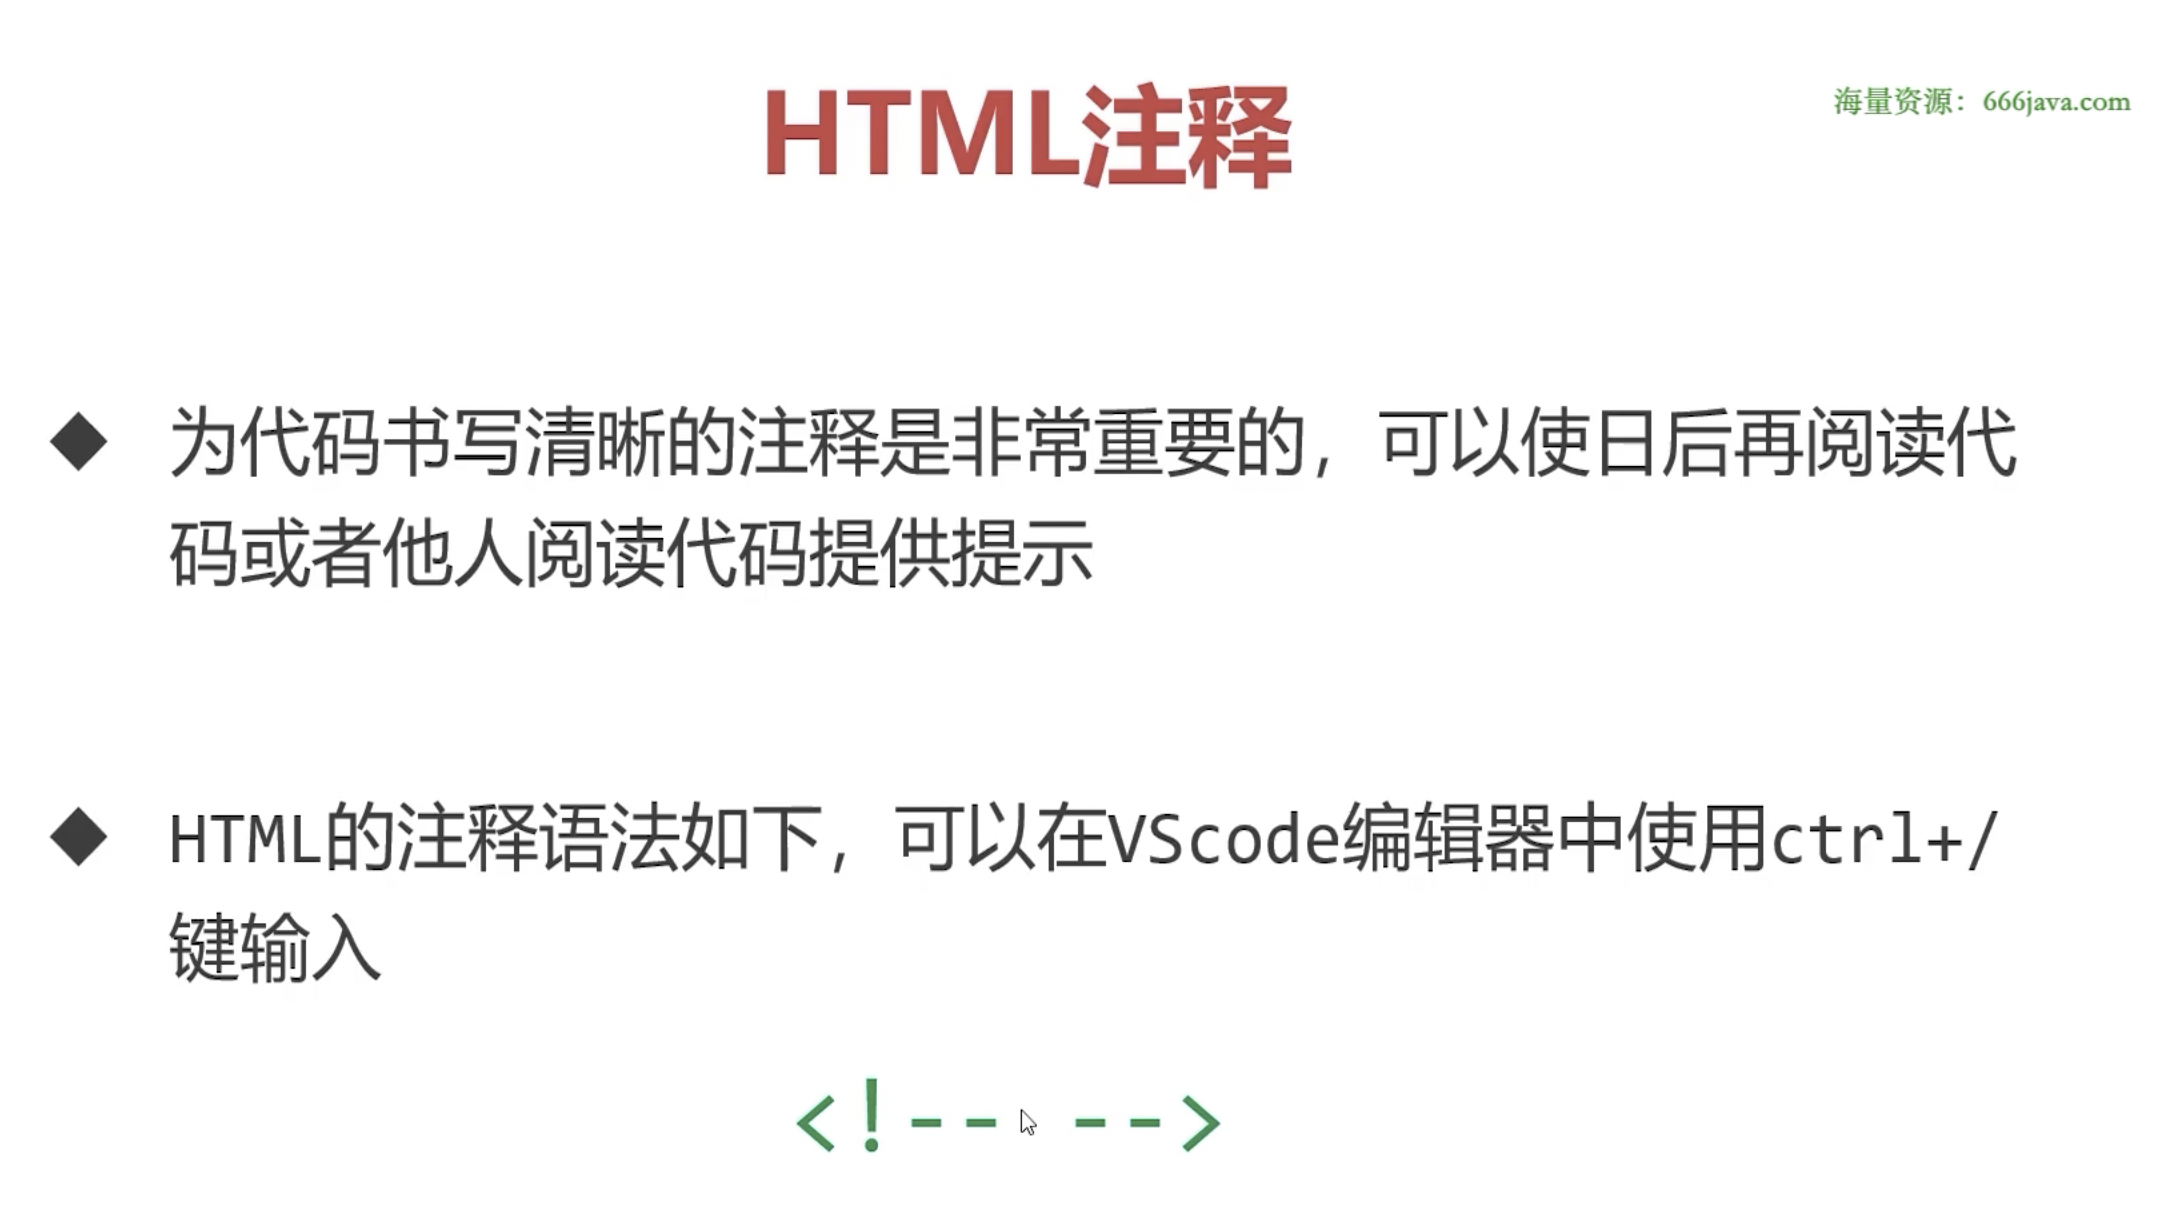 HTML注释
海量资源：666java.com
◆ 为代码书写清晰的注释是非常重要的，可以使日后再阅读代
码或者他人阅读代码提供提示
◆ HTML的注释语法如下，可以在VScode编辑器中使用ctrl+/
键输入
<!-- -->